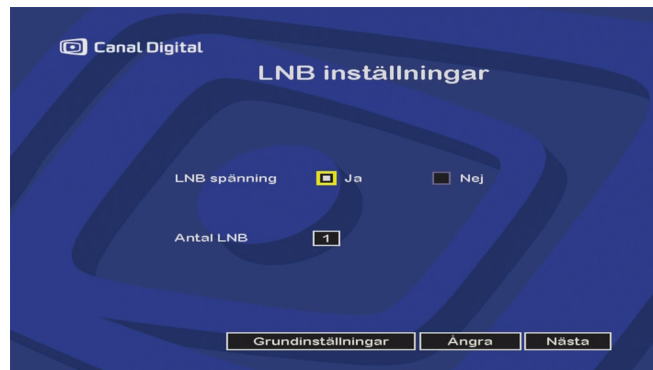 Canal Digital
LNB inställningar
LNB spänning Ja Nej
Antal LNB 1
Grundinställningar Ångra Nästa